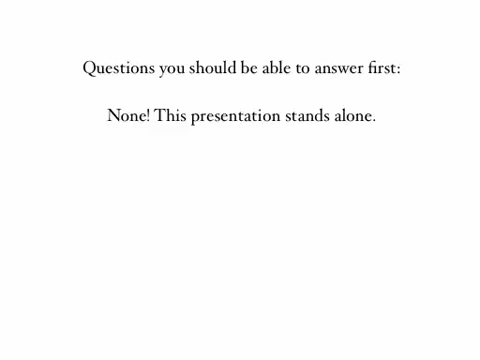 Questions you should be able to answer first:
None! This presentation stands alone.